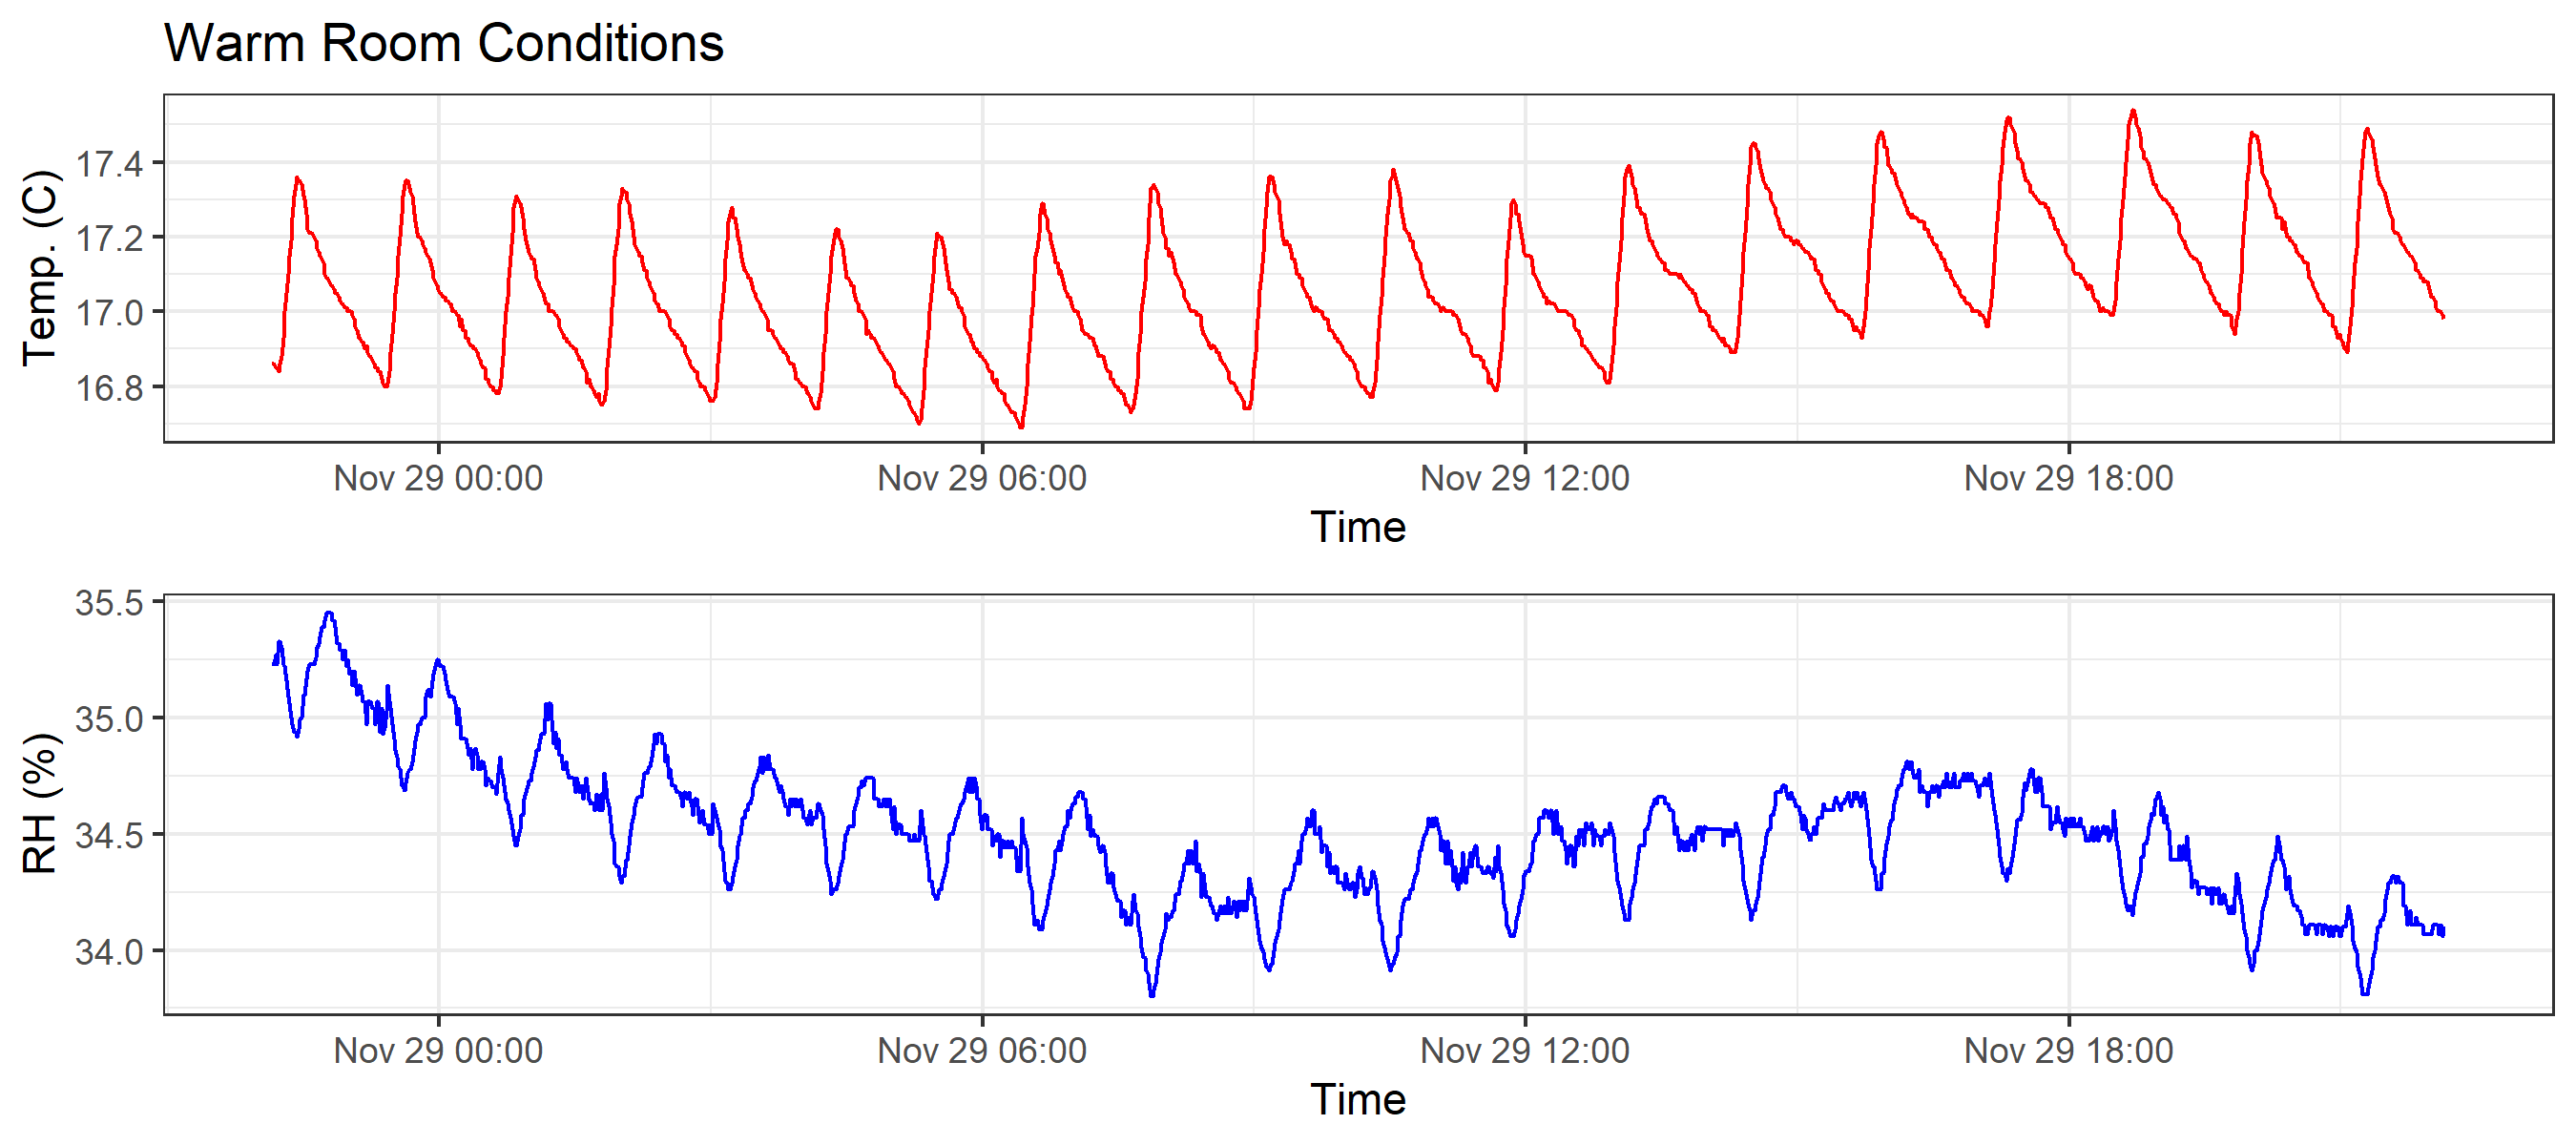 Warm Room Conditions
Temp. (C)
17.4
17.2
17.0
16.8
Nov 29 00:00 Nov 29 06:00 Nov 29 12:00 Nov 29 18:00
Time
RH (%)
35.5
35.0
34.5
34.0
Nov 29 00:00 Nov 29 06:00 Nov 29 12:00 Nov 29 18:00
Time